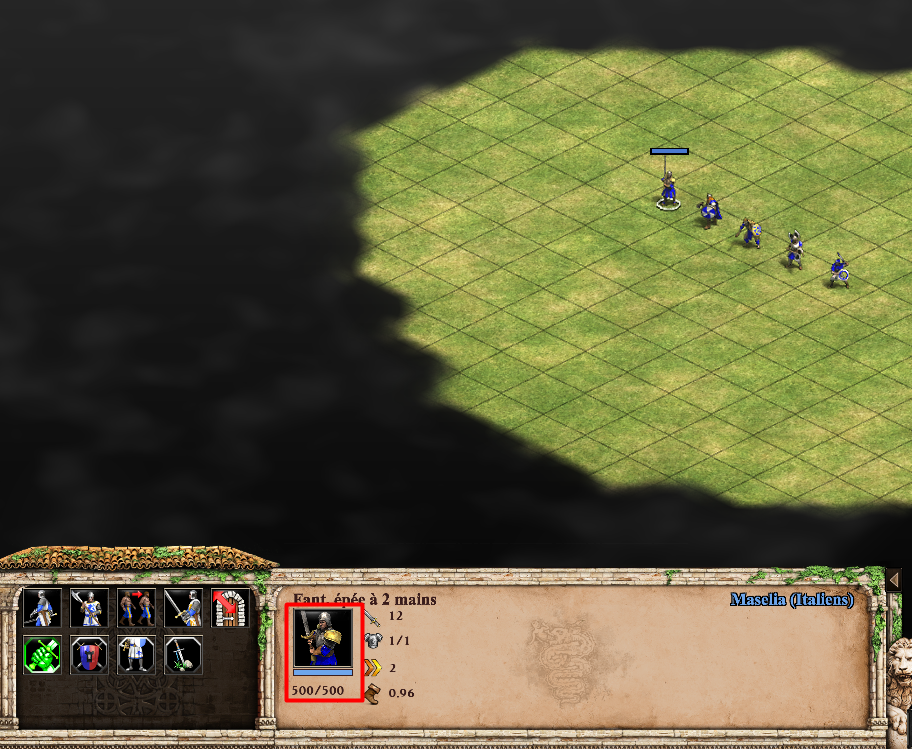 Fant. épée à 2 mains
Maselia (Italiens)
12
1/1
2
500/500
0.96